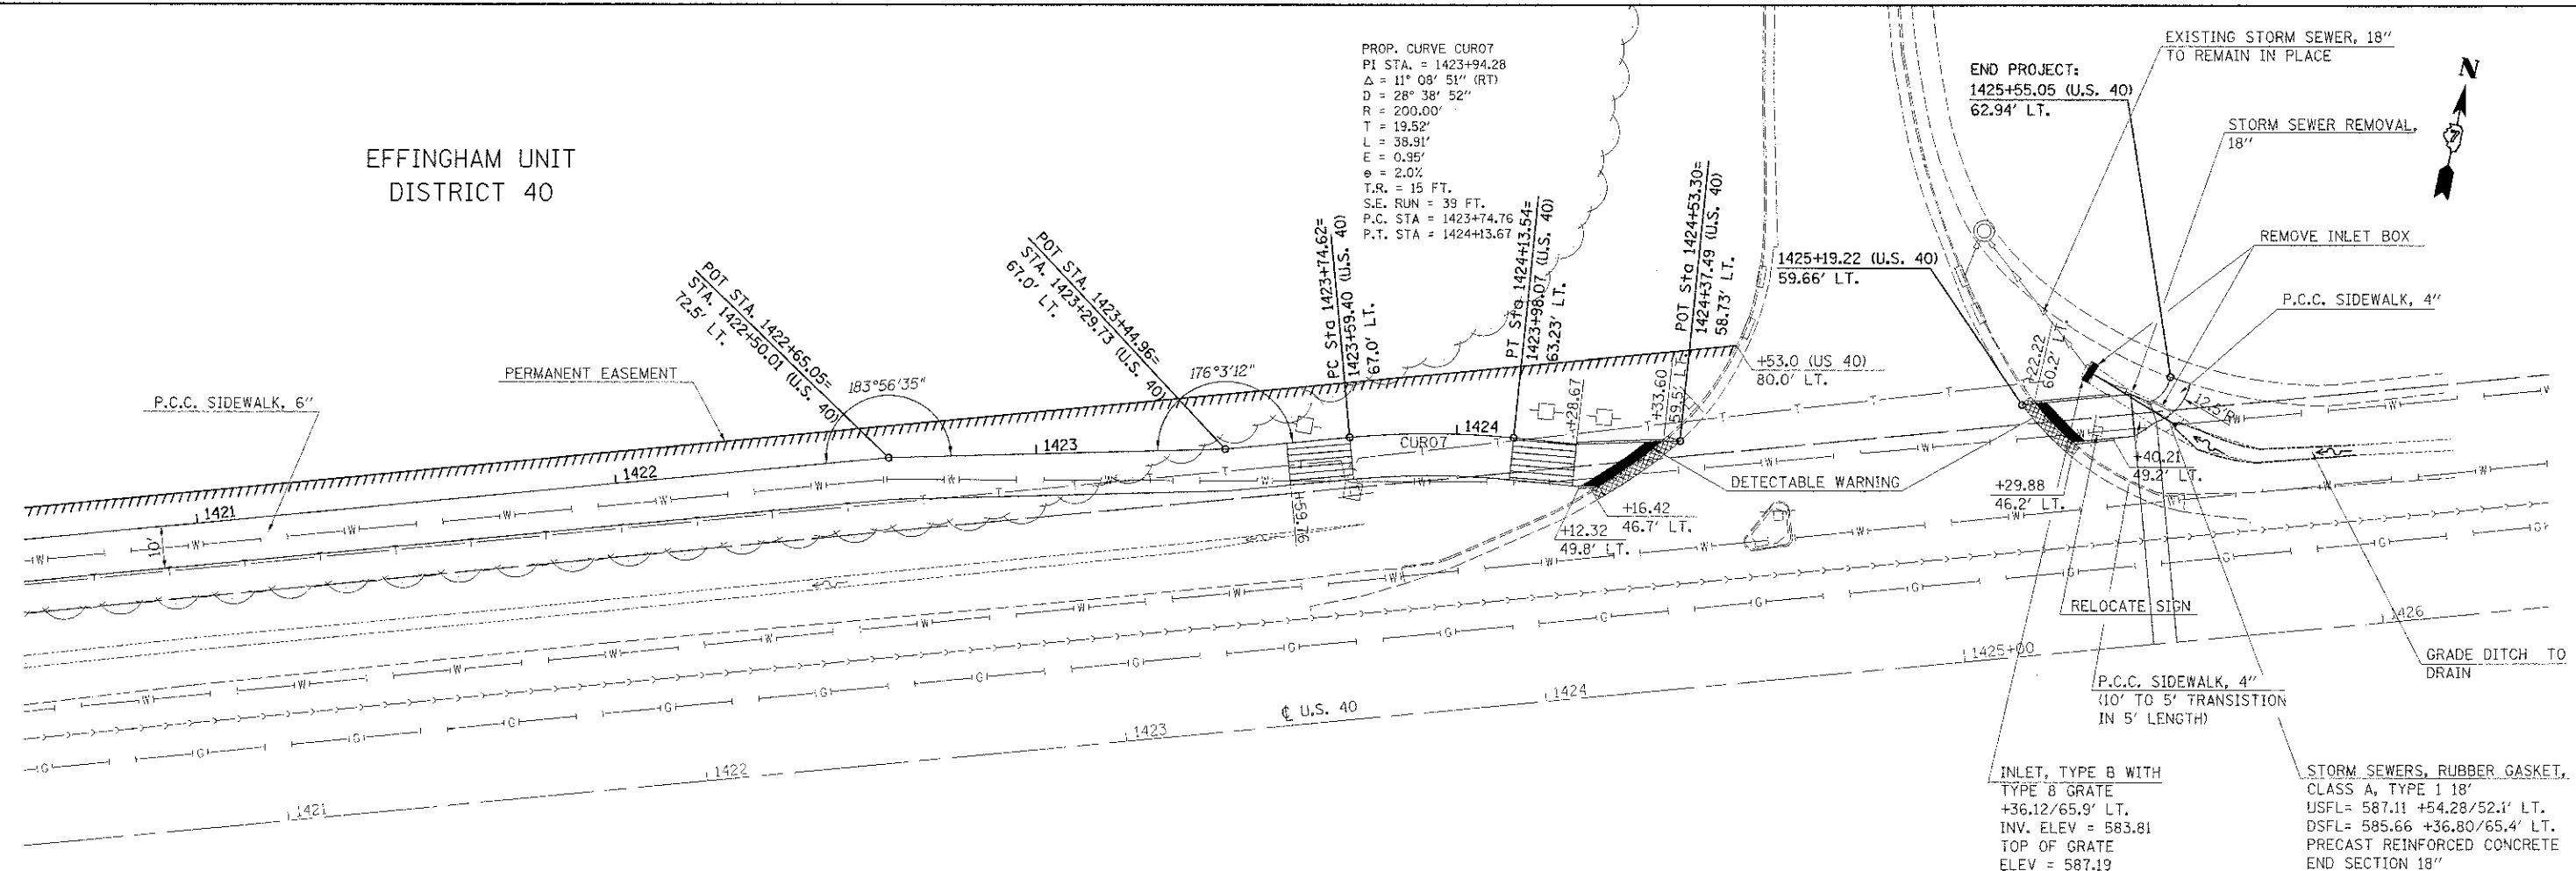 EFFINGHAM UNIT
DISTRICT 40
PROP. CURVE CUR07
PI STA. = 1423+94.28
Δ = 11° 08' 51" (RT)
D = 28° 38' 52"
R = 200.00'
T = 19.52'
L = 38.91'
E = 0.95'
e = 2.0%
T.R. = 15 FT.
S.E. RUN = 39 FT.
P.C. STA = 1423+74.76
P.T. STA = 1424+13.67
EXISTING STORM SEWER, 18"
TO REMAIN IN PLACE
END PROJECT:
1425+55.05 (U.S. 40)
62.94' LT.
N
7
STORM SEWER REMOVAL,
18"
REMOVE INLET BOX
P.C.C. SIDEWALK, 4"
POT STA. 1422+65.05=
STA. 1422+50.01 (U.S. 40)
72.5' LT.
POT STA. 1423+44.96=
STA. 1423+29.73 (U.S. 40)
67.0' LT.
PC Sta 1423+74.62=
1423+59.40 (U.S. 40)
67.0' LT.
PT Sta 1424+13.54=
1423+98.07 (U.S. 40)
63.23' LT.
POT Sta 1424+53.30=
1424+37.49 (U.S. 40)
58.73' LT.
1425+19.22 (U.S. 40)
59.66' LT.
+53.0 (US 40)
80.0' LT.
PERMANENT EASEMENT
P.C.C. SIDEWALK, 6"
183°56'35"
176°3'12"
+28.67
+33.60
59.5' LT.
+22.22
60.2' LT.
12.5'R
1421
1422
1423
CUR07
1424
10'
+59.76
DETECTABLE WARNING
+16.42
46.7' LT.
+12.32
49.8' LT.
+40.21
49.2' LT.
+29.88
46.2' LT.
RELOCATE SIGN
1421
1422
1423
℄ U.S. 40
1424
1425+00
1426
GRADE DITCH TO
DRAIN
P.C.C. SIDEWALK, 4"
(10' TO 5' TRANSISTION
IN 5' LENGTH)
INLET, TYPE B WITH
TYPE 8 GRATE
+36.12/65.9' LT.
INV. ELEV = 583.81
TOP OF GRATE
ELEV = 587.19
STORM SEWERS, RUBBER GASKET,
CLASS A, TYPE 1 18'
USFL= 587.11 +54.28/52.1' LT.
DSFL= 585.66 +36.80/65.4' LT.
PRECAST REINFORCED CONCRETE
END SECTION 18"